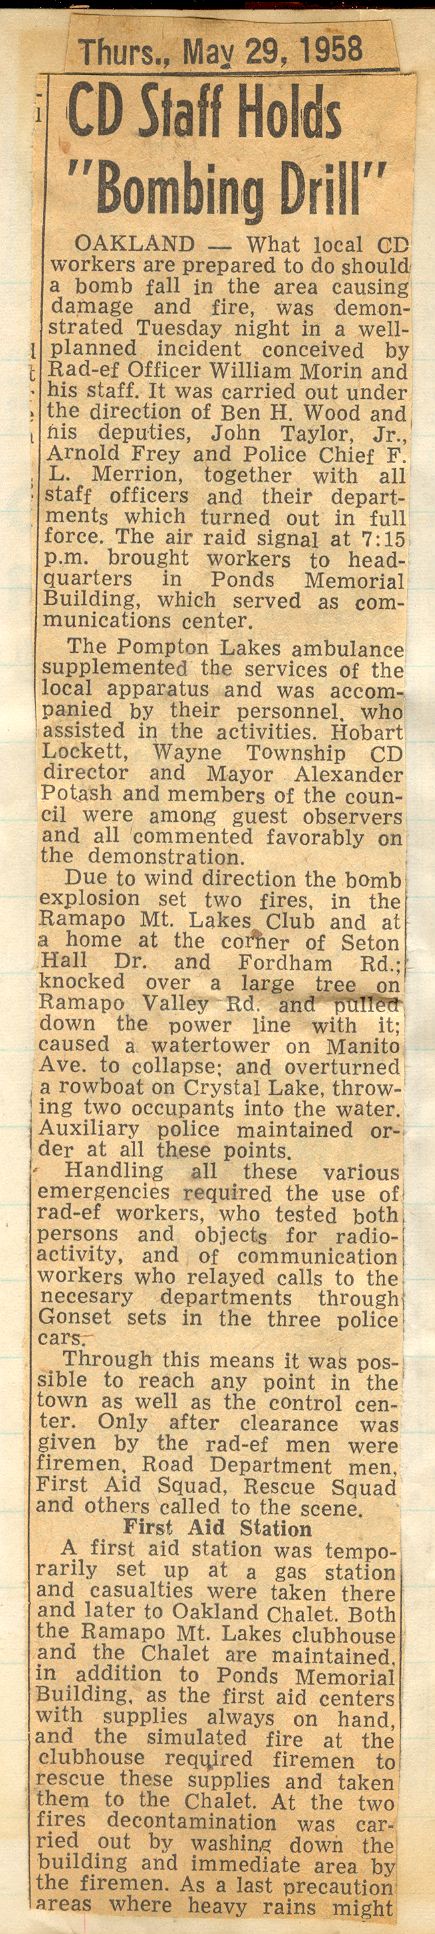 Thurs., May 29, 1958
CD Staff Holds
"Bombing Drill"
OAKLAND — What local CD
workers are prepared to do should
a bomb fall in the area causing
damage and fire, was demon-
strated Tuesday night in a well-
planned incident conceived by
Rad-ef Officer William Morin and
his staff. It was carried out under
the direction of Ben H. Wood and
his deputies, John Taylor, Jr.,
Arnold Frey and Police Chief F.
L. Merrion, together with all
staff officers and their depart-
ments which turned out in full
force. The air raid signal at 7:15
p.m. brought workers to head-
quarters in Ponds Memorial
Building, which served as com-
munications center.
The Pompton Lakes ambulance
supplemented the services of the
local apparatus and was accom-
panied by their personnel, who
assisted in the activities. Hobart
Lockett, Wayne Township CD
director and Mayor Alexander
Potash and members of the coun-
cil were among guest observers
and all commented favorably on
the demonstration.
Due to wind direction the bomb
explosion set two fires, in the
Ramapo Mt. Lakes Club and at
a home at the corner of Seton
Hall Dr. and Fordham Rd.;
knocked over a large tree on
Ramapo Valley Rd. and pulled
down the power line with it;
caused a watertower on Manito
Ave. to collapse; and overturned
a rowboat on Crystal Lake, throw-
ing two occupants into the water.
Auxiliary police maintained or-
der at all these points.
Handling all these various
emergencies required the use of
rad-ef workers, who tested both
persons and objects for radio-
activity, and of communication
workers who relayed calls to the
necesary departments through
Gonset sets in the three police
cars.
Through this means it was pos-
sible to reach any point in the
town as well as the control cen-
ter. Only after clearance was
given by the rad-ef men were
firemen, Road Department men,
First Aid Squad, Rescue Squad
and others called to the scene.
First Aid Station
A first aid station was tempo-
rarily set up at a gas station
and casualties were taken there
and later to Oakland Chalet. Both
the Ramapo Mt. Lakes clubhouse
and the Chalet are maintained,
in addition to Ponds Memorial
Building, as the first aid centers
with supplies always on hand,
and the simulated fire at the
clubhouse required firemen to
rescue these supplies and taken
them to the Chalet. At the two
fires decontamination was car-
ried out by washing down the
building and immediate area by
the firemen. As a last precaution
areas where heavy rains might